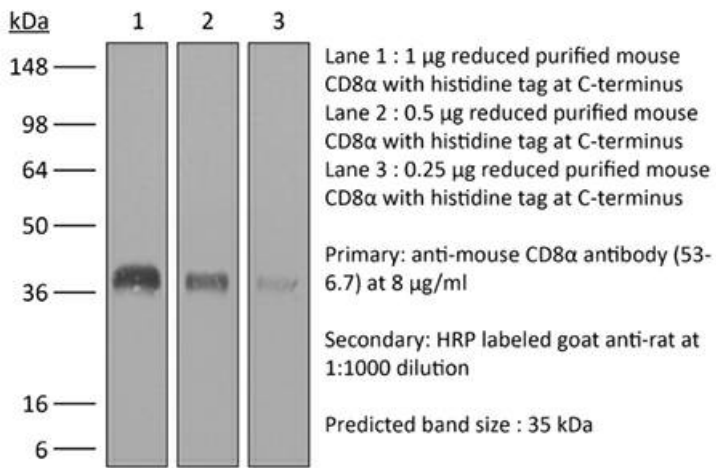 kDa 1 2 3
148
98
64
50
36
16
6
Lane 1 : 1 µg reduced purified mouse
CD8α with histidine tag at C-terminus
Lane 2 : 0.5 µg reduced purified mouse
CD8α with histidine tag at C-terminus
Lane 3 : 0.25 µg reduced purified mouse
CD8α with histidine tag at C-terminus
Primary: anti-mouse CD8α antibody (53-
6.7) at 8 µg/ml
Secondary: HRP labeled goat anti-rat at
1:1000 dilution
Predicted band size : 35 kDa